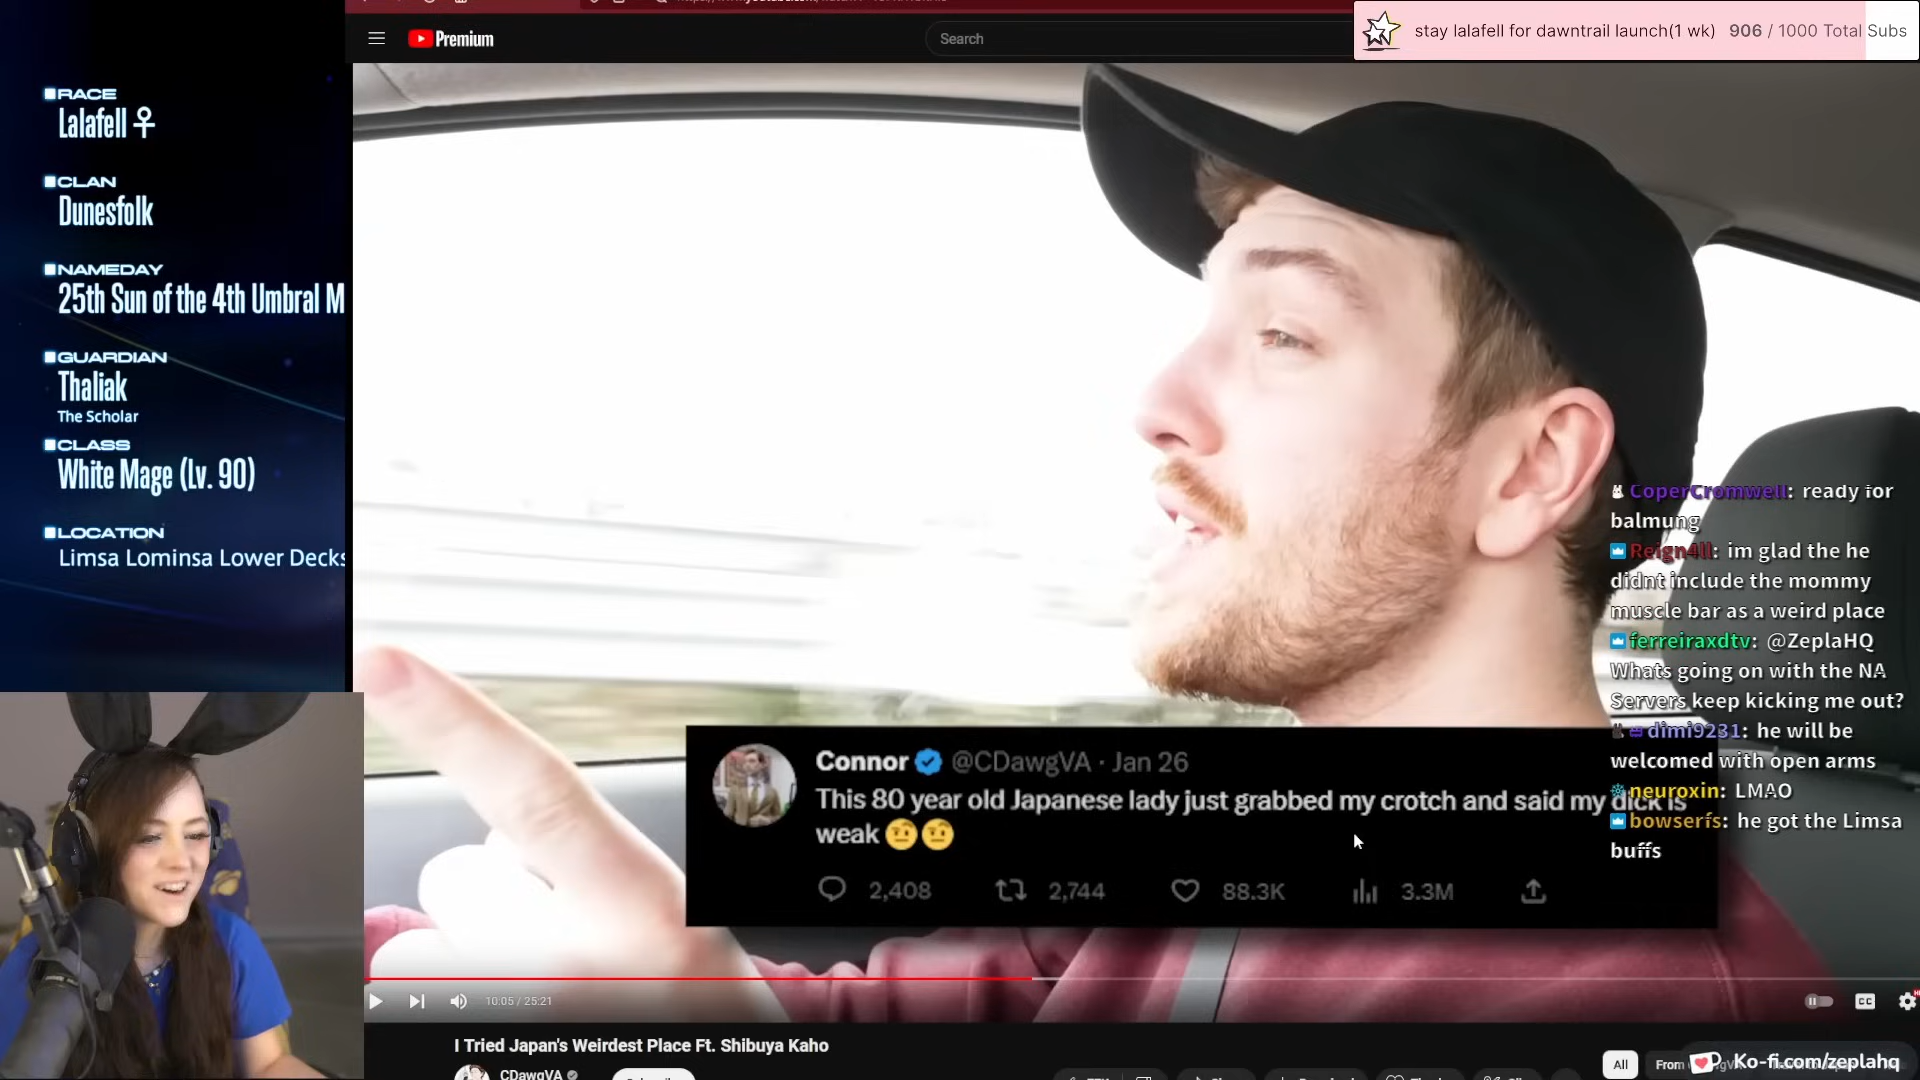 Premium
Search
stay lalafell for dawntrail launch(1 wk) 906 / 1000 Total Subs
RACE
Lalafell ♀
CLAN
Dunesfolk
NAMEDAY
25th Sun of the 4th Umbral M
GUARDIAN
Thaliak
The Scholar
CLASS
White Mage (Lv. 90)
LOCATION
Limsa Lominsa Lower Decks
CoperCromwell: ready for
balmung
Reign4ll: im glad the he
didnt include the mommy
muscle bar as a weird place
ferreiraxdtv: @ZeplaHQ
Whats going on with the NA
Servers keep kicking me out?
dimi9231: he will be
welcomed with open arms
neuroxin: LMAO
bowserfs: he got the Limsa
buffs
Connor @CDawgVA · Jan 26
This 80 year old Japanese lady just grabbed my crotch and said my dick is
weak 🤨🤨
2,408 2,744 88.3K 3.3M
10:05 / 25:21
CC
I Tried Japan's Weirdest Place Ft. Shibuya Kaho
CDawgVA
All
From
Ko-fi.com/zeplahq